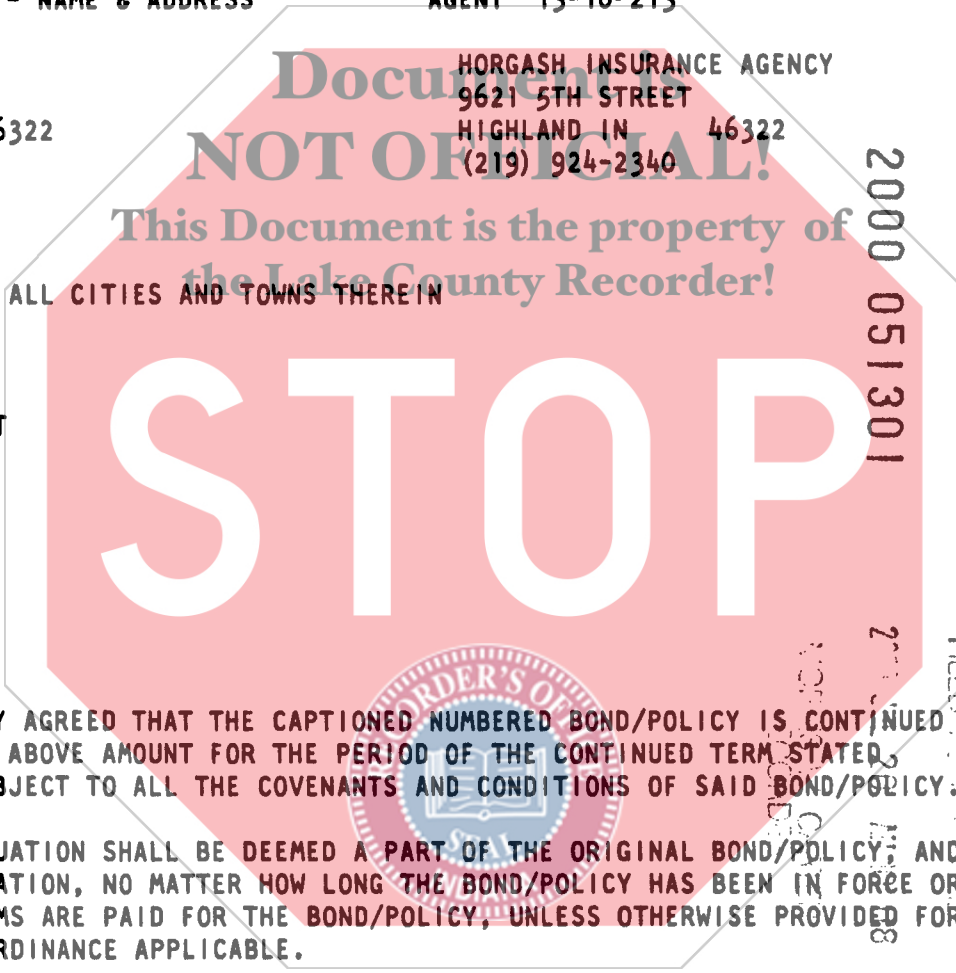 - NAME & ADDRESS AGENT 15-10-215
HORGASH INSURANCE AGENCY
9621 5TH STREET
6322 HIGHLAND IN 46322
(219) 924-2340
Document is
NOT OFFICIAL!
This Document is the property of
the Lake County Recorder!
ALL CITIES AND TOWNS THEREIN
2000 051301
T
STOP
Y AGREED THAT THE CAPTIONED NUMBERED BOND/POLICY IS CONTINUED
ABOVE AMOUNT FOR THE PERIOD OF THE CONTINUED TERM STATED
BJECT TO ALL THE COVENANTS AND CONDITIONS OF SAID BOND/POLICY.
UATION SHALL BE DEEMED A PART OF THE ORIGINAL BOND/POLICY, AND
ATION, NO MATTER HOW LONG THE BOND/POLICY HAS BEEN IN FORCE OR
MS ARE PAID FOR THE BOND/POLICY, UNLESS OTHERWISE PROVIDED FOR
RDINANCE APPLICABLE.
SEAL